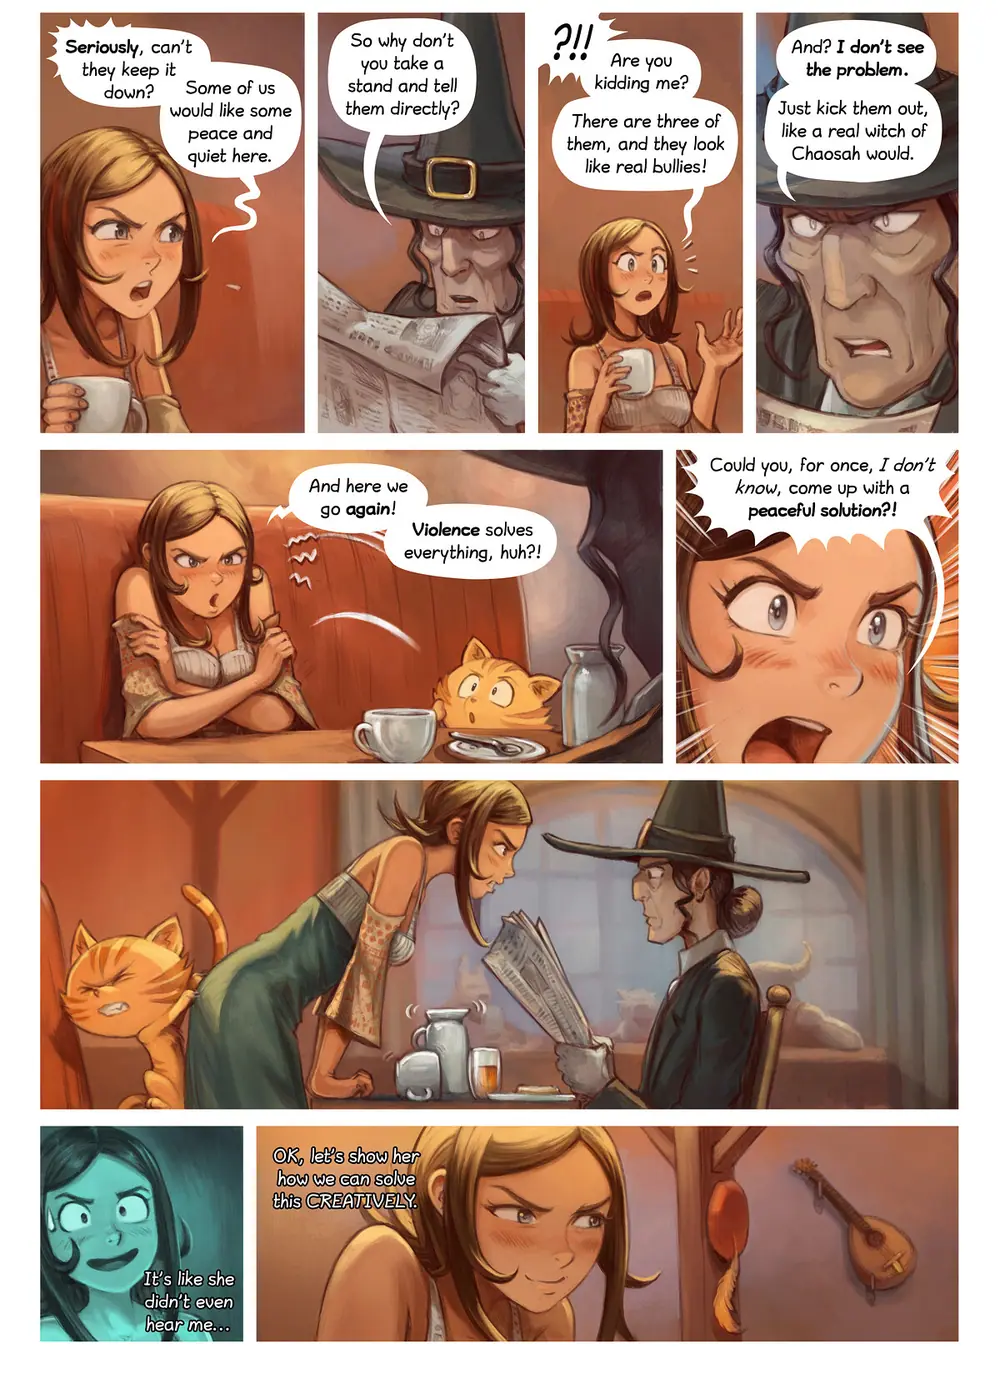 Seriously, can't
they keep it
down?
Some of us
would like some
peace and
quiet here.
So why don't
you take a
stand and tell
them directly?
?!!
Are you
kidding me?
There are three of
them, and they look
like real bullies!
And? I don't see
the problem.
Just kick them out,
like a real witch of
Chaosah would.
And here we
go again!
Violence solves
everything, huh?!
Could you, for once, I don't
know, come up with a
peaceful solution?!
It's like she
didn't even
hear me...
OK, let's show her
how we can solve
this CREATIVELY.